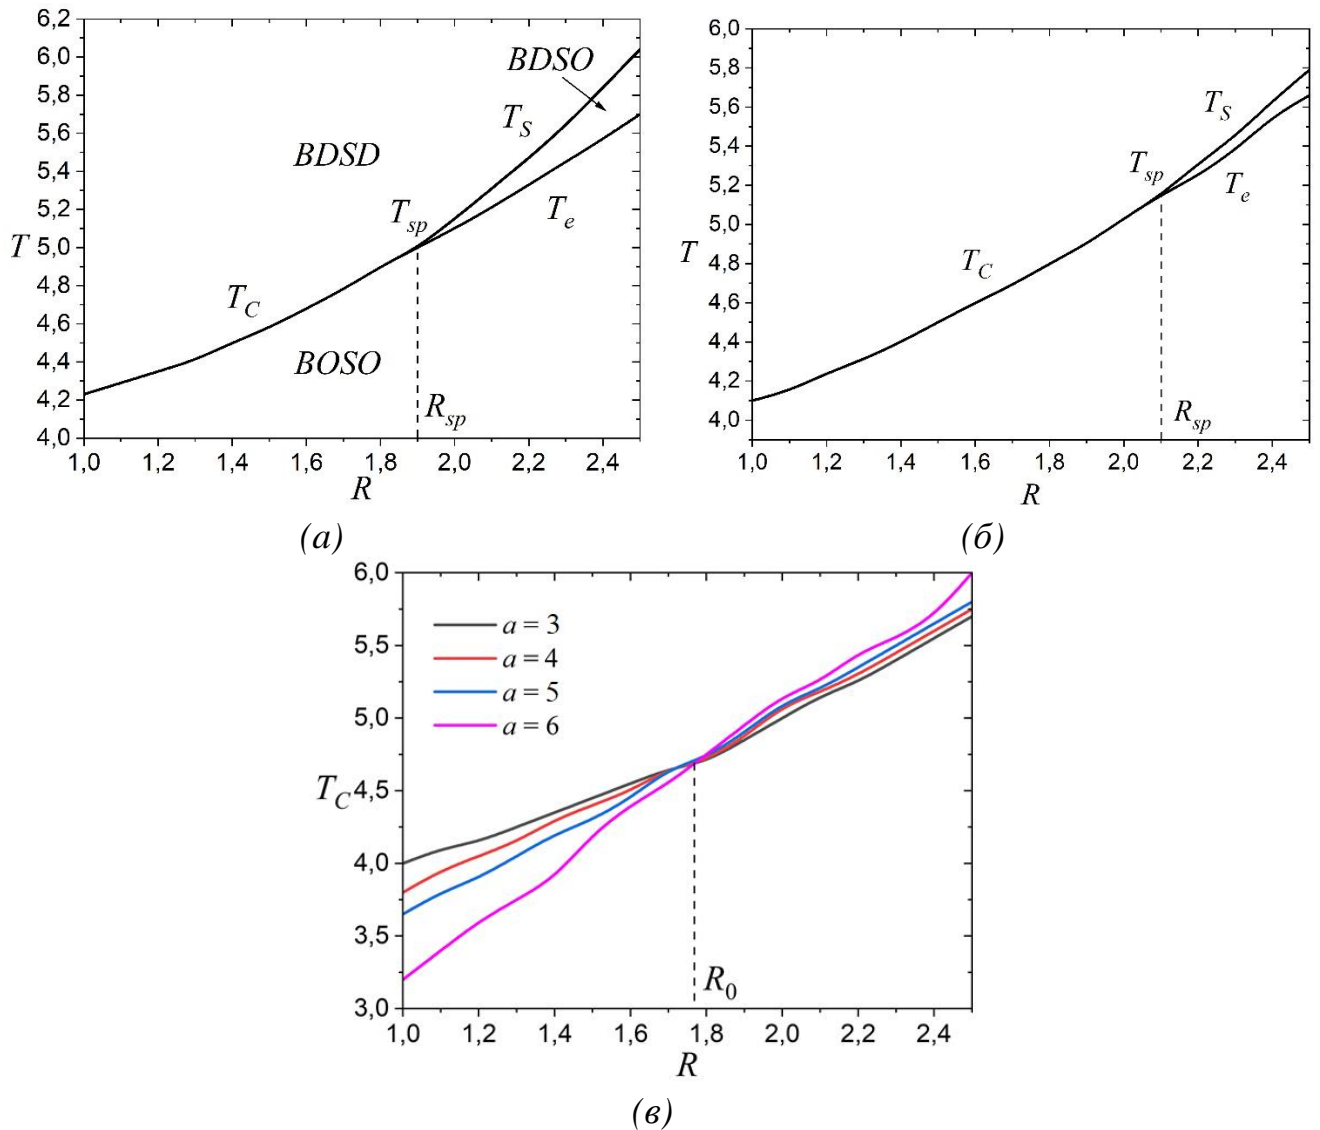 6,2
6,0
5,8
5,6
5,4
5,2
5,0
4,8
4,6
4,4
4,2
4,0
T
BDSO
T_S
BDSD
T_sp
T_e
T_C
BOSO
R_sp
1,0 1,2 1,4 1,6 1,8 2,0 2,2 2,4
R
(а)
6,0
5,8
5,6
5,4
5,2
5,0
4,8
4,6
4,4
4,2
4,0
T
T_S
T_sp
T_e
T_C
R_sp
1,0 1,2 1,4 1,6 1,8 2,0 2,2 2,4
R
(б)
6,0
5,5
5,0
4,5
4,0
3,5
3,0
T_C
a = 3
a = 4
a = 5
a = 6
R_0
1,0 1,2 1,4 1,6 1,8 2,0 2,2 2,4
R
(в)